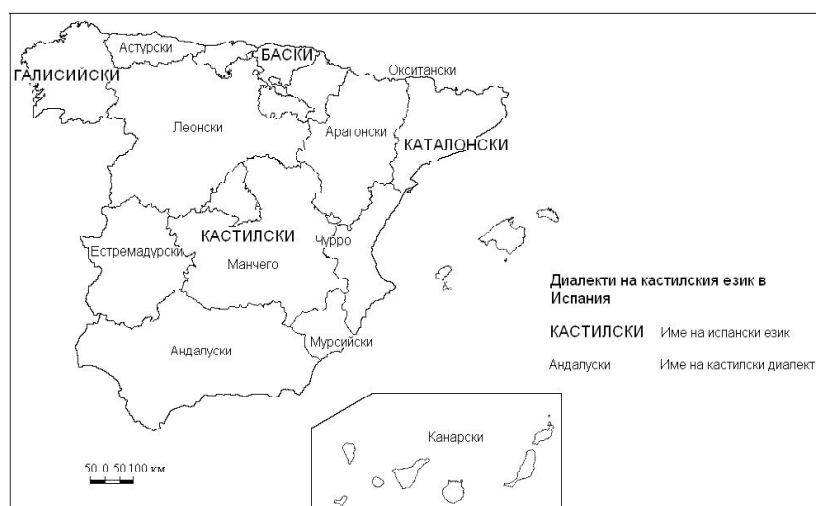 Астурски
БАСКИ
ГАЛИСИЙСКИ
Окситански
Леонски
Арагонски
КАТАЛОНСКИ
КАСТИЛСКИ
Чурро
Естремадурски
Манчего
Диалекти на кастилския език в
Испания
КАСТИЛСКИ Име на испански език
Мурсийски
Андалуски
Андалуски Име на кастилски диалект
Канарски
50 0 50 100 км